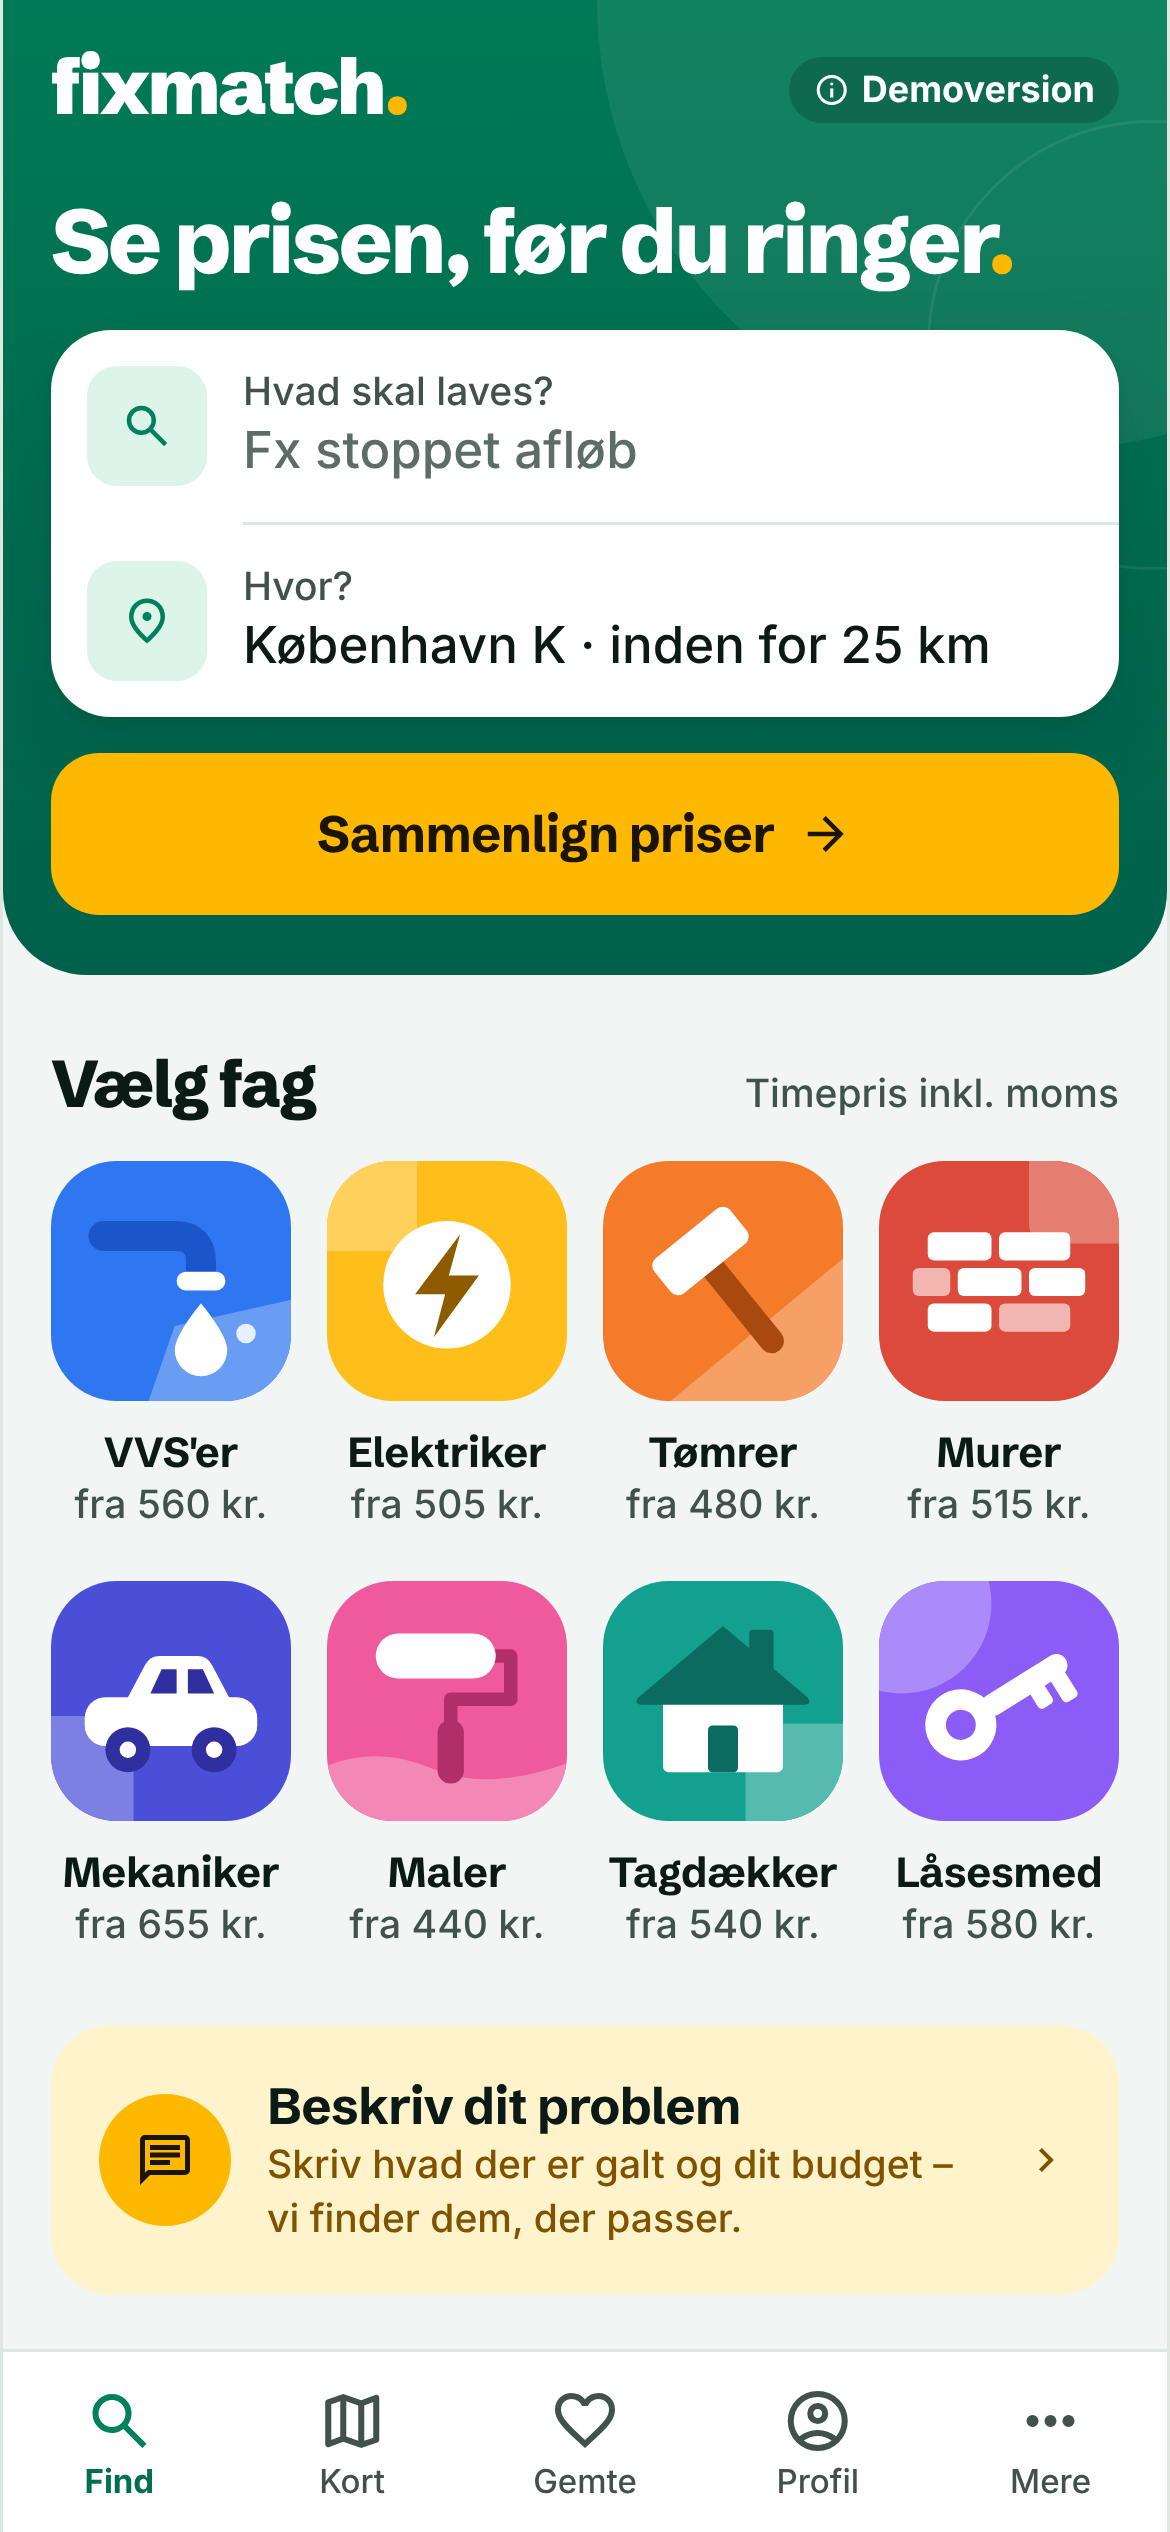 fixmatch.
Demoversion
Se prisen, før du ringer.
Hvad skal laves?
Fx stoppet afløb
Hvor?
København K · inden for 25 km
Sammenlign priser →
Vælg fag
Timepris inkl. moms
VVS'er
fra 560 kr.
Elektriker
fra 505 kr.
Tømrer
fra 480 kr.
Murer
fra 515 kr.
Mekaniker
fra 655 kr.
Maler
fra 440 kr.
Tagdækker
fra 540 kr.
Låsesmed
fra 580 kr.
Beskriv dit problem
Skriv hvad der er galt og dit budget –
vi finder dem, der passer.
Find
Kort
Gemte
Profil
Mere